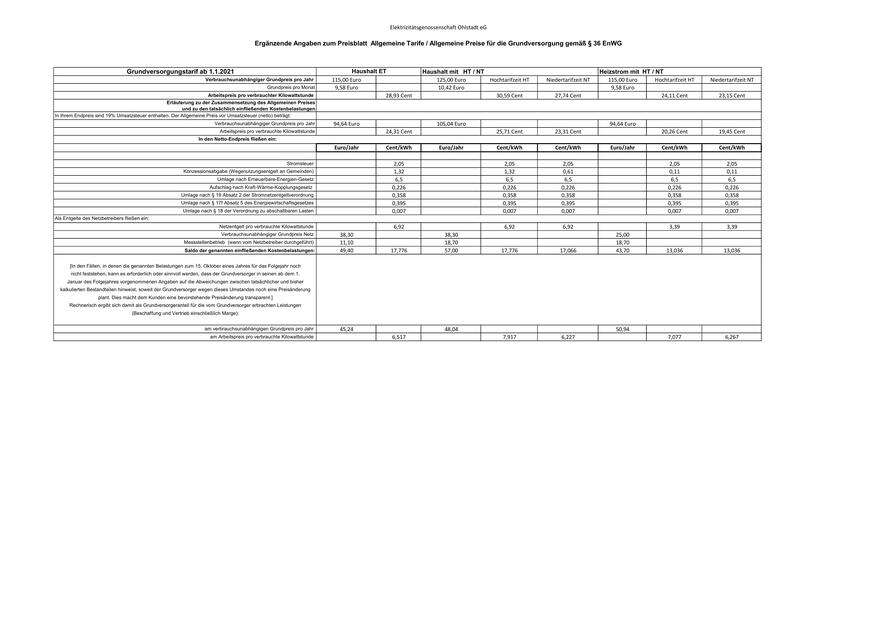 Elektrizitätsgenossenschaft Ohlstadt eG
Ergänzende Angaben zum Preisblatt Allgemeine Tarife / Allgemeine Preise für die Grundversorgung gemäß § 36 EnWG
Grundversorgungstarif ab 1.1.2021 Haushalt ET Haushalt mit HT / NT Heizstrom mit HT / NT
Verbrauchsunabhängiger Grundpreis pro Jahr 115,00 Euro 125,00 Euro Hochtarifzeit HT Niedertarifzeit NT 115,00 Euro Hochtarifzeit HT Niedertarifzeit NT
Grundpreis pro Monat 9,58 Euro 10,42 Euro 9,58 Euro
Arbeitspreis pro verbrauchter Kilowattstunde 28,93 Cent 30,59 Cent 27,74 Cent 24,11 Cent 23,15 Cent
Erläuterung zu der Zusammensetzung des Allgemeinen Preises
und zu den tatsächlich einfließenden Kostenbelastungen
In Ihrem Endpreis sind 19% Umsatzsteuer enthalten. Der Allgemeine Preis vor Umsatzsteuer (netto) beträgt:
Verbrauchsunabhängiger Grundpreis pro Jahr 94,64 Euro 105,04 Euro 94,64 Euro
Arbeitspreis pro verbrauchte Kilowattstunde 24,31 Cent 25,71 Cent 23,31 Cent 20,26 Cent 19,45 Cent
In den Netto-Endpreis fließen ein:
Euro/Jahr Cent/kWh Euro/Jahr Cent/kWh Cent/kWh Euro/Jahr Cent/kWh Cent/kWh
Stromsteuer 2,05 2,05 2,05 2,05 2,05
Konzessionsabgabe (Wegenutzungsentgelt an Gemeinden) 1,32 1,32 0,61 0,11 0,11
Umlage nach Erneuerbare-Energien-Gesetz 6,5 6,5 6,5 6,5 6,5
Aufschlag nach Kraft-Wärme-Kopplungsgesetz 0,226 0,226 0,226 0,226 0,226
Umlage nach § 19 Absatz 2 der Stromnetzentgeltverordnung 0,358 0,358 0,358 0,358 0,358
Umlage nach § 17f Absatz 5 des Energiewirtschaftsgesetzes 0,395 0,395 0,395 0,395 0,395
Umlage nach § 18 der Verordnung zu abschaltbaren Lasten 0,007 0,007 0,007 0,007 0,007
Als Entgelte des Netzbetreibers fließen ein:
Netzentgelt pro verbrauchte Kilowattstunde 6,92 6,92 6,92 3,39 3,39
Verbrauchsunabhängiger Grundpreis Netz 38,30 38,30 25,00
Messstellenbetrieb (wenn vom Netzbetreiber durchgeführt) 11,10 18,70 18,70
Saldo der genannten einfließenden Kostenbelastungen: 49,40 17,776 57,00 17,776 17,066 43,70 13,036 13,036
[In den Fällen, in denen die genannten Belastungen zum 15. Oktober eines Jahres für das Folgejahr noch
nicht feststehen, kann es erforderlich oder sinnvoll werden, dass der Grundversorger in seinen ab dem 1.
Januar des Folgejahres vorgenommenen Angaben auf die Abweichungen zwischen tatsächlicher und bisher
kalkulierten Bestandteilen hinweist, soweit der Grundversorger wegen dieses Umstandes noch eine Preisänderung
plant. Dies macht dem Kunden eine bevorstehende Preisänderung transparent.]
Rechnerisch ergibt sich damit als Grundversorgeranteil für die vom Grundversorger erbrachten Leistungen
(Beschaffung und Vertrieb einschließlich Marge):
am verbrauchsunabhängigen Grundpreis pro Jahr 45,24 48,04 50,94
am Arbeitspreis pro verbrauchte Kilowattstunde 6,517 7,917 6,227 7,077 6,267